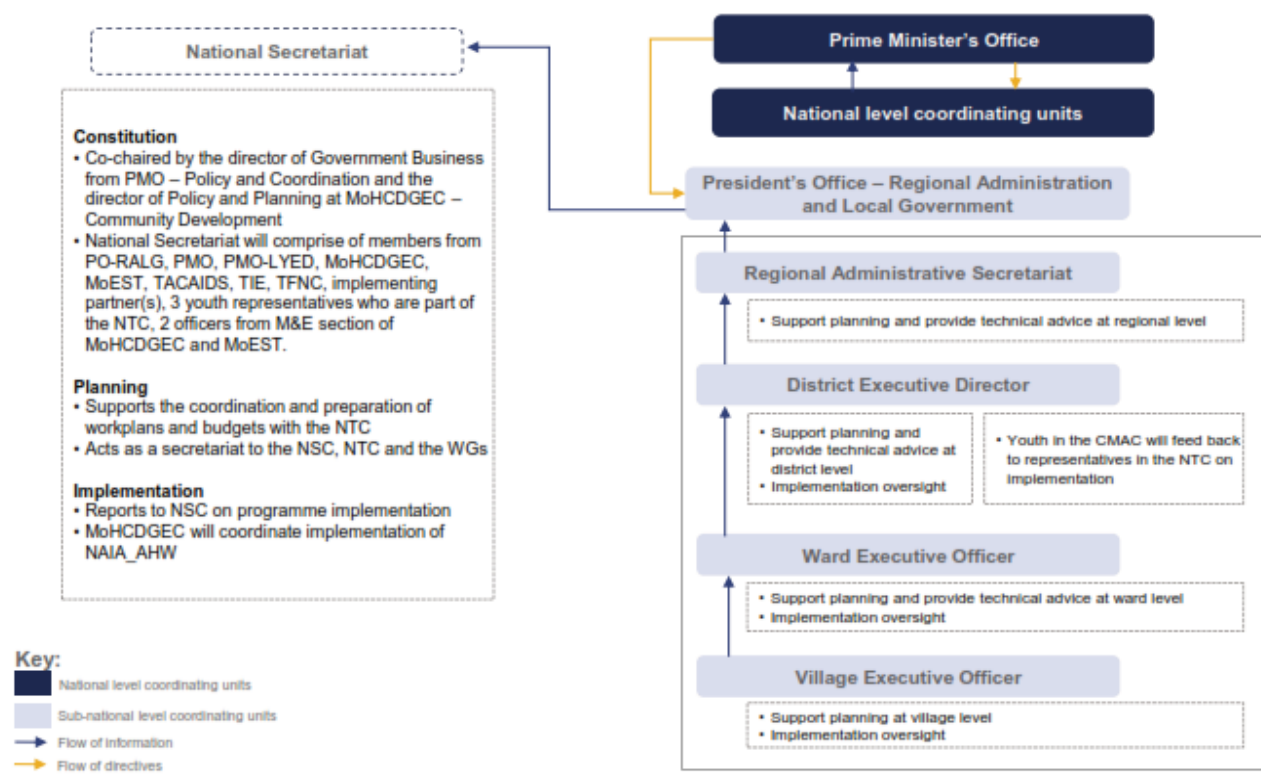 National Secretariat
Constitution
• Co-chaired by the director of Government Business
from PMO – Policy and Coordination and the
director of Policy and Planning at MoHCDGEC –
Community Development
• National Secretariat will comprise of members from
PO-RALG, PMO, PMO-LYED, MoHCDGEC,
MoEST, TACAIDS, TIE, TFNC, implementing
partner(s), 3 youth representatives who are part of
the NTC, 2 officers from M&E section of
MoHCDGEC and MoEST.
Planning
• Supports the coordination and preparation of
workplans and budgets with the NTC
• Acts as a secretariat to the NSC, NTC and the WGs
Implementation
• Reports to NSC on programme implementation
• MoHCDGEC will coordinate implementation of
NAIA_AHW
Prime Minister's Office
National level coordinating units
President's Office – Regional Administration
and Local Government
Regional Administrative Secretariat
• Support planning and provide technical advice at regional level
District Executive Director
• Support planning and
provide technical advice at
district level
• Implementation oversight
• Youth in the CMAC will feed back
to representatives in the NTC on
implementation
Ward Executive Officer
• Support planning and provide technical advice at ward level
• Implementation oversight
Village Executive Officer
• Support planning at village level
• Implementation oversight
Key:
National level coordinating units
Sub-national level coordinating units
Flow of information
Flow of directives